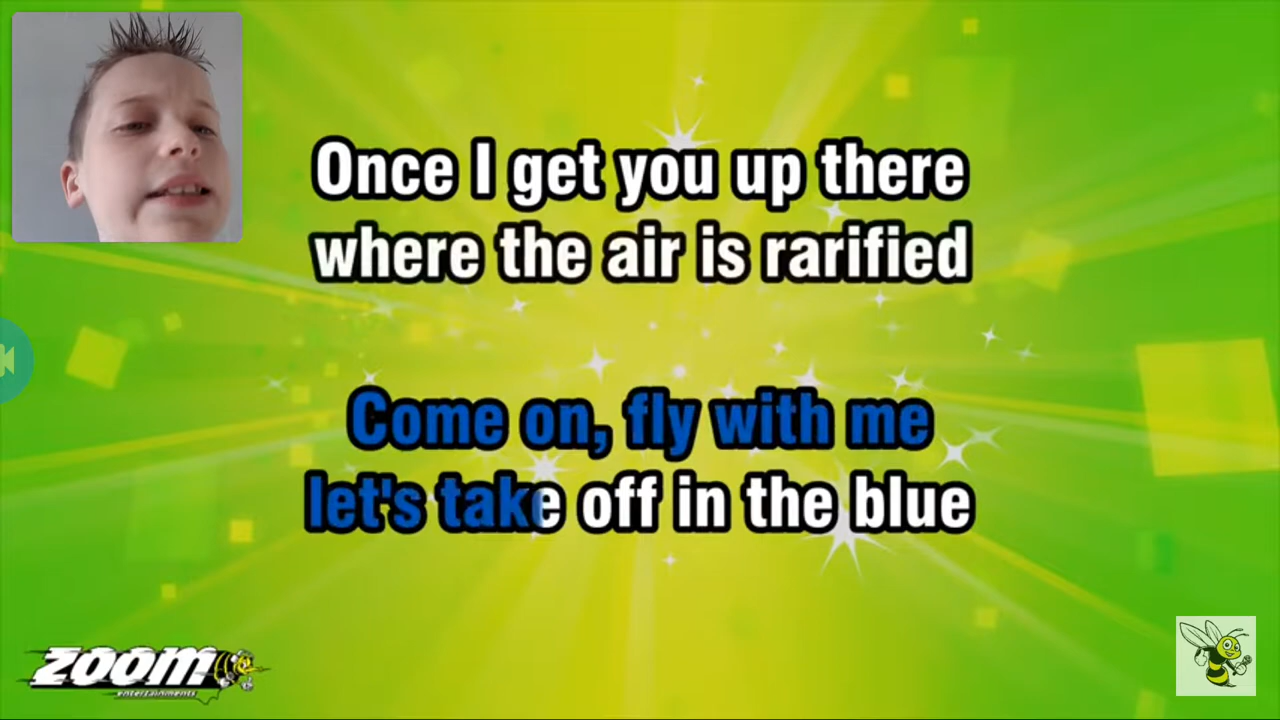 Once I get you up there
where the air is rarified
Come on, fly with me
let's take off in the blue
zoom
entertainments